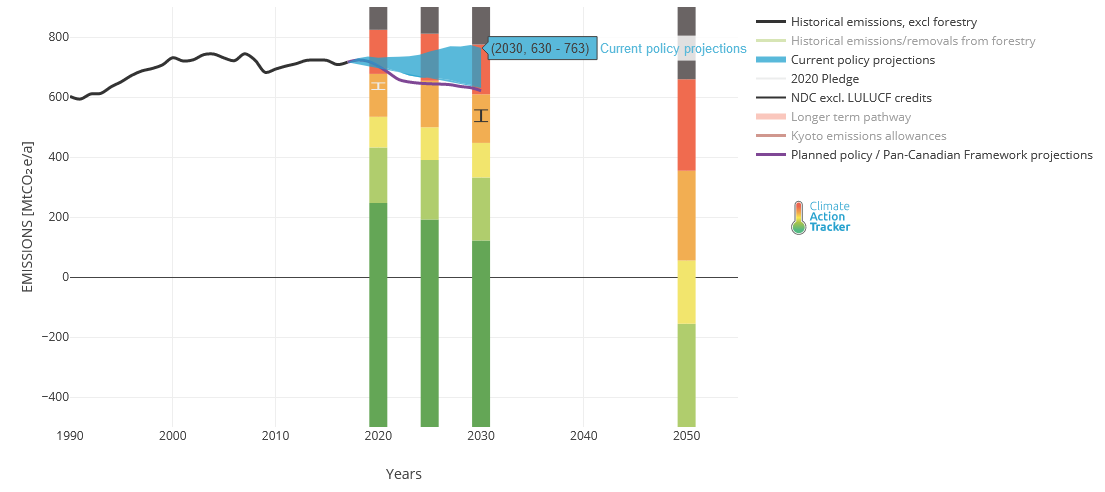 800
600
400
200
0
−200
−400
EMISSIONS [MtCO₂e/a]
1990
2000
2010
2020
2030
2040
2050
Years
(2030, 630 - 763)
Current policy projections
Historical emissions, excl forestry
Historical emissions/removals from forestry
Current policy projections
2020 Pledge
NDC excl. LULUCF credits
Longer term pathway
Kyoto emissions allowances
Planned policy / Pan-Canadian Framework projections
Climate
Action
Tracker